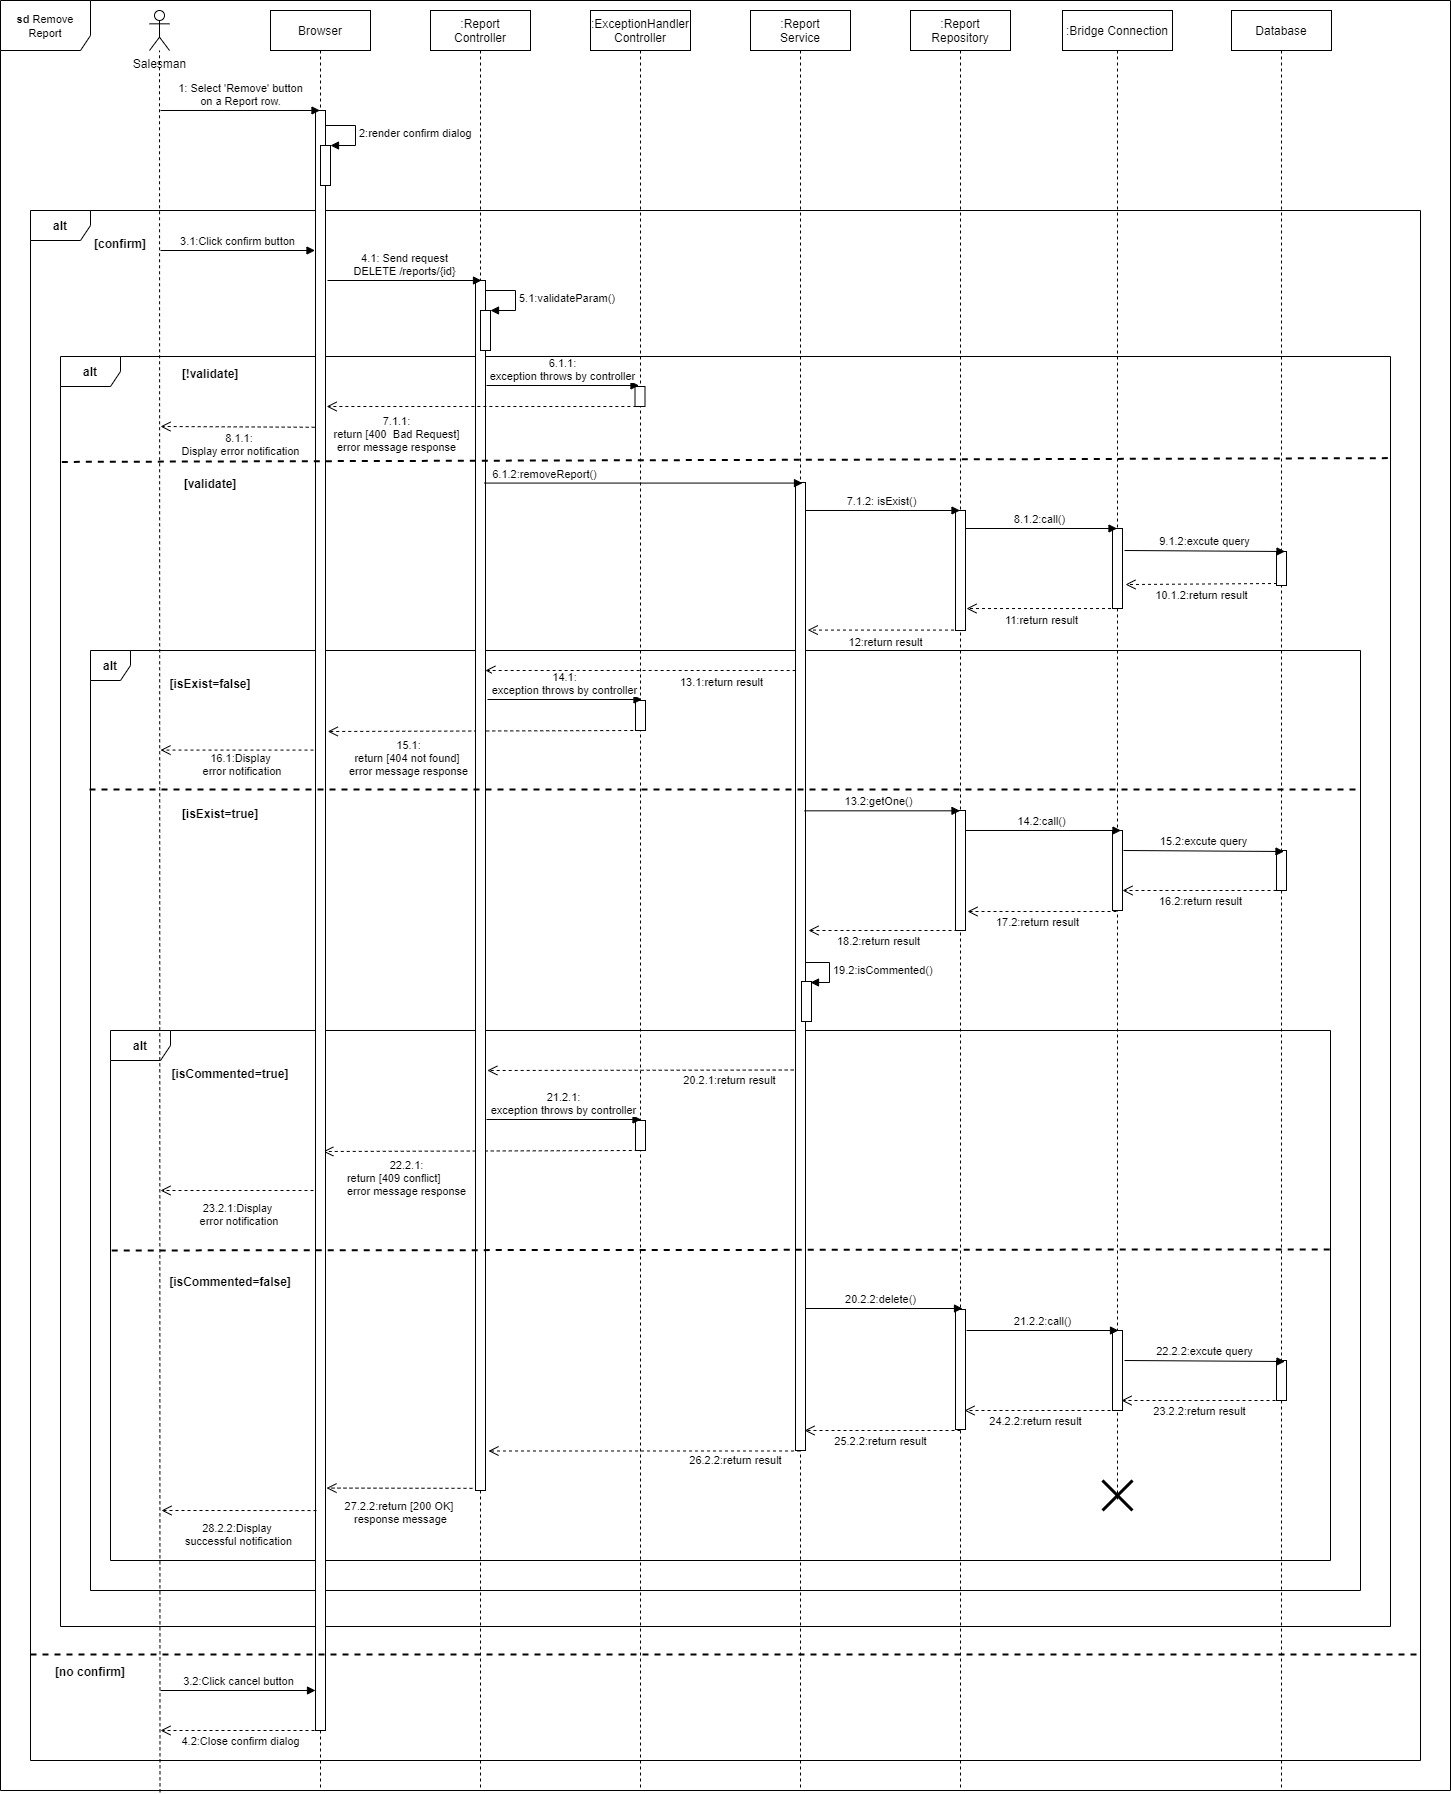 sd Remove
Report
Salesman
Browser
:Report
Controller
:ExceptionHandler
Controller
:Report
Service
:Report
Repository
:Bridge Connection
Database
1: Select 'Remove' button
on a Report row.
2:render confirm dialog
alt
[confirm]
3.1:Click confirm button
4.1: Send request
DELETE /reports/{id}
5.1:validateParam()
alt
[!validate]
6.1.1:
exception throws by controller
7.1.1:
return [400 Bad Request]
error message response
8.1.1:
Display error notification
[validate]
6.1.2:removeReport()
7.1.2: isExist()
8.1.2:call()
9.1.2:excute query
10.1.2:return result
11:return result
12:return result
alt
[isExist=false]
13.1:return result
14.1:
exception throws by controller
15.1:
return [404 not found]
error message response
16.1:Display
error notification
[isExist=true]
13.2:getOne()
14.2:call()
15.2:excute query
16.2:return result
17.2:return result
18.2:return result
19.2:isCommented()
alt
[isCommented=true]
20.2.1:return result
21.2.1:
exception throws by controller
22.2.1:
return [409 conflict]
error message response
23.2.1:Display
error notification
[isCommented=false]
20.2.2:delete()
21.2.2:call()
22.2.2:excute query
23.2.2:return result
24.2.2:return result
25.2.2:return result
26.2.2:return result
27.2.2:return [200 OK]
response message
28.2.2:Display
successful notification
[no confirm]
3.2:Click cancel button
4.2:Close confirm dialog